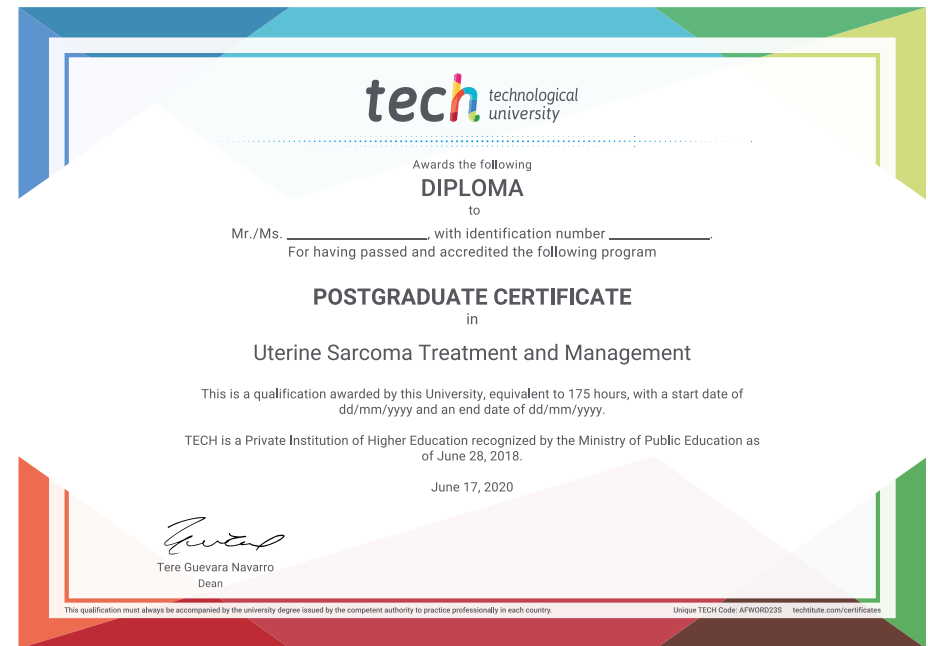 tech technological
university
Awards the following
DIPLOMA
to
Mr./Ms. ____________________, with identification number ______________.
For having passed and accredited the following program
POSTGRADUATE CERTIFICATE
in
Uterine Sarcoma Treatment and Management
This is a qualification awarded by this University, equivalent to 175 hours, with a start date of
dd/mm/yyyy and an end date of dd/mm/yyyy.
TECH is a Private Institution of Higher Education recognized by the Ministry of Public Education as
of June 28, 2018.
June 17, 2020
Tere Guevara Navarro
Dean
This qualification must always be accompanied by the university degree issued by the competent authority to practice professionally in each country.
Unique TECH Code: AFWORD23S techtitute.com/certificates